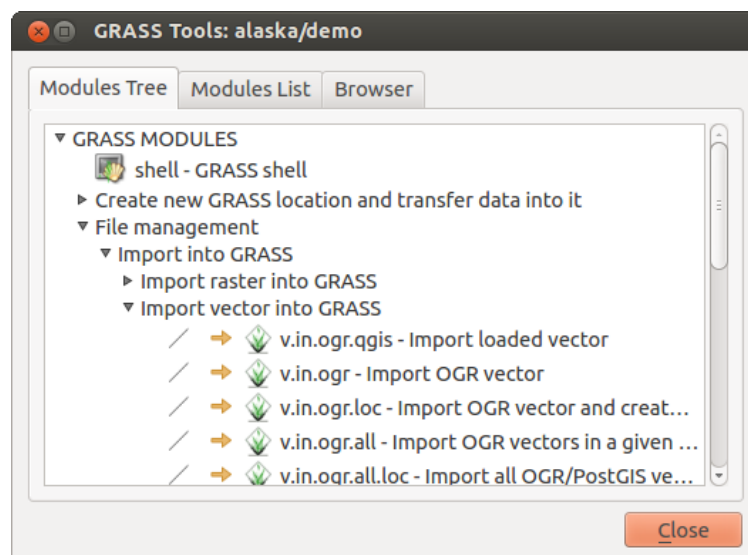 GRASS Tools: alaska/demo
Modules Tree Modules List Browser
GRASS MODULES
shell - GRASS shell
Create new GRASS location and transfer data into it
File management
Import into GRASS
Import raster into GRASS
Import vector into GRASS
v.in.ogr.qgis - Import loaded vector
v.in.ogr - Import OGR vector
v.in.ogr.loc - Import OGR vector and creat...
v.in.ogr.all - Import OGR vectors in a given ...
v.in.ogr.all.loc - Import all OGR/PostGIS ve...
Close